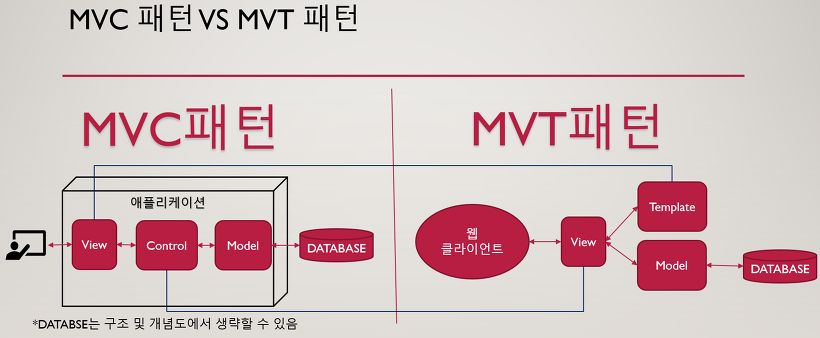 MVC 패턴 VS MVT 패턴
MVC패턴
MVT패턴
애플리케이션
View
Control
Model
DATABASE
웹
클라이언트
View
Template
Model
DATABASE
*DATABSE는 구조 및 개념도에서 생략할 수 있음